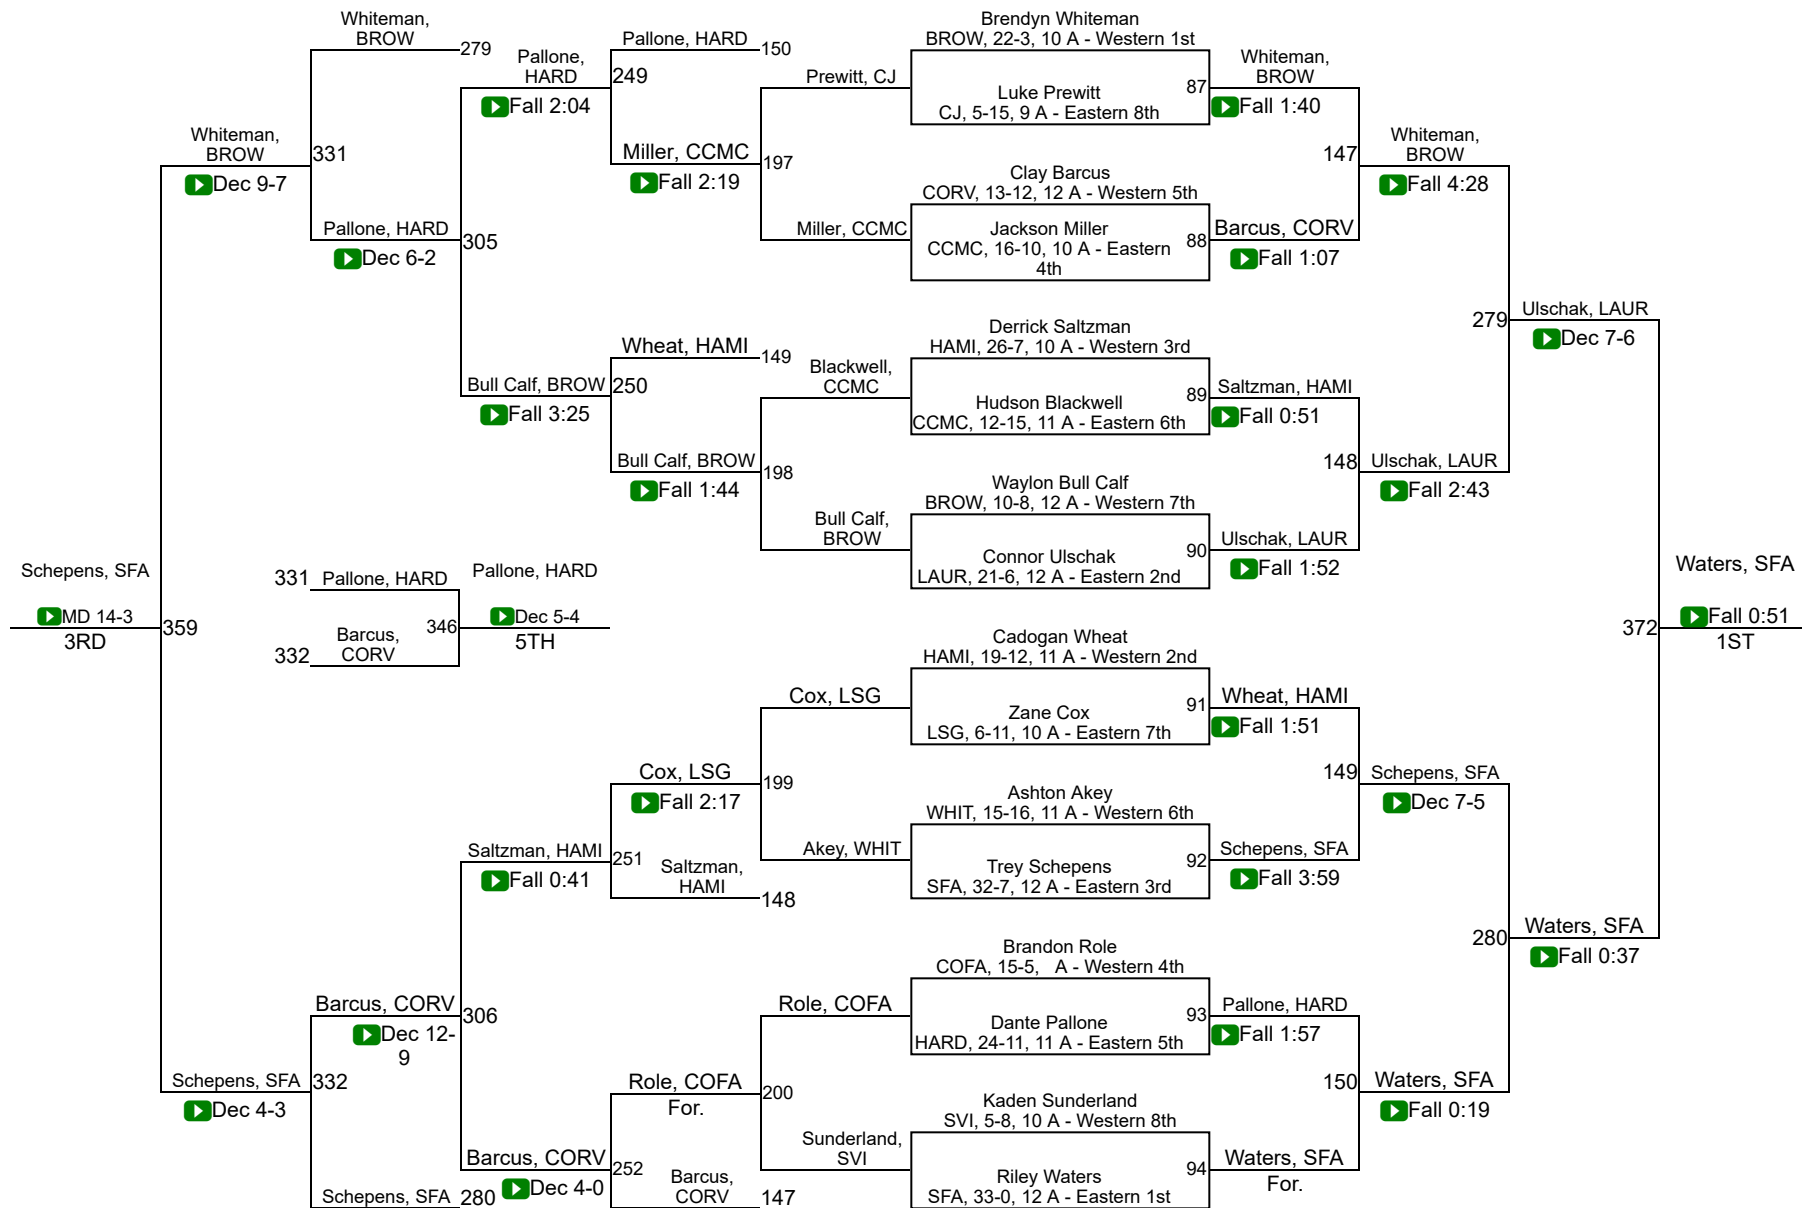 Whiteman,
BROW
279
Whiteman,
BROW
Dec 9-7
331
Pallone, HARD
Dec 6-2
305
Pallone,
HARD
Fall 2:04
249
Pallone, HARD
150
Miller, CCMC
Fall 2:19
197
Prewitt, CJ
Miller, CCMC
Bull Calf, BROW
Fall 3:25
250
Wheat, HAMI
149
Bull Calf, BROW
Fall 1:44
198
Blackwell,
CCMC
Bull Calf,
BROW
Schepens, SFA
MD 14-3
3RD
359
331
Pallone, HARD
332
Barcus,
CORV
346
Pallone, HARD
Dec 5-4
5TH
Schepens, SFA
Dec 4-3
332
Barcus, CORV
Dec 12-
9
306
Schepens, SFA
280
Saltzman, HAMI
Fall 0:41
251
Cox, LSG
Fall 2:17
199
Saltzman,
HAMI
148
Cox, LSG
Akey, WHIT
Barcus, CORV
Dec 4-0
252
Role, COFA
For.
200
Barcus,
CORV
147
Role, COFA
Sunderland,
SVI
Brendyn Whiteman
BROW, 22-3, 10 A - Western 1st
Luke Prewitt
CJ, 5-15, 9 A - Eastern 8th
87
Clay Barcus
CORV, 13-12, 12 A - Western 5th
Jackson Miller
CCMC, 16-10, 10 A - Eastern
4th
88
Derrick Saltzman
HAMI, 26-7, 10 A - Western 3rd
Hudson Blackwell
CCMC, 12-15, 11 A - Eastern 6th
89
Waylon Bull Calf
BROW, 10-8, 12 A - Western 7th
Connor Ulschak
LAUR, 21-6, 12 A - Eastern 2nd
90
Cadogan Wheat
HAMI, 19-12, 11 A - Western 2nd
Zane Cox
LSG, 6-11, 10 A - Eastern 7th
91
Ashton Akey
WHIT, 15-16, 11 A - Western 6th
Trey Schepens
SFA, 32-7, 12 A - Eastern 3rd
92
Brandon Role
COFA, 15-5, A - Western 4th
Dante Pallone
HARD, 24-11, 11 A - Eastern 5th
93
Kaden Sunderland
SVI, 5-8, 10 A - Western 8th
Riley Waters
SFA, 33-0, 12 A - Eastern 1st
94
Whiteman,
BROW
Fall 1:40
147
Barcus, CORV
Fall 1:07
Saltzman, HAMI
Fall 0:51
148
Ulschak, LAUR
Fall 1:52
Wheat, HAMI
Fall 1:51
149
Schepens, SFA
Fall 3:59
Pallone, HARD
Fall 1:57
150
Waters, SFA
For.
Whiteman,
BROW
Fall 4:28
279
Ulschak, LAUR
Fall 2:43
Schepens, SFA
Dec 7-5
280
Waters, SFA
Fall 0:19
Ulschak, LAUR
Dec 7-6
372
Waters, SFA
Fall 0:37
Waters, SFA
Fall 0:51
1ST